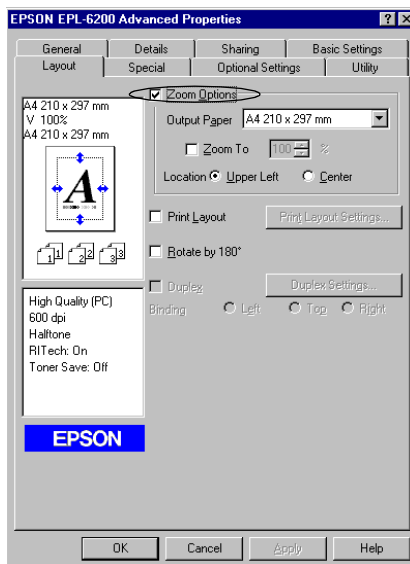 EPSON EPL-6200 Advanced Properties
General Details Sharing Basic Settings
Layout Special Optional Settings Utility
A4 210 x 297 mm
V 100%
A4 210 x 297 mm
A
1 1 2 2 3 3
High Quality (PC)
600 dpi
Halftone
RITech: On
Toner Save: Off
EPSON
Zoom Options
Output Paper A4 210 x 297 mm
Zoom To 100 %
Location Upper Left Center
Print Layout Print Layout Settings...
Rotate by 180°
Duplex Duplex Settings...
Binding Left Top Right
OK Cancel Apply Help